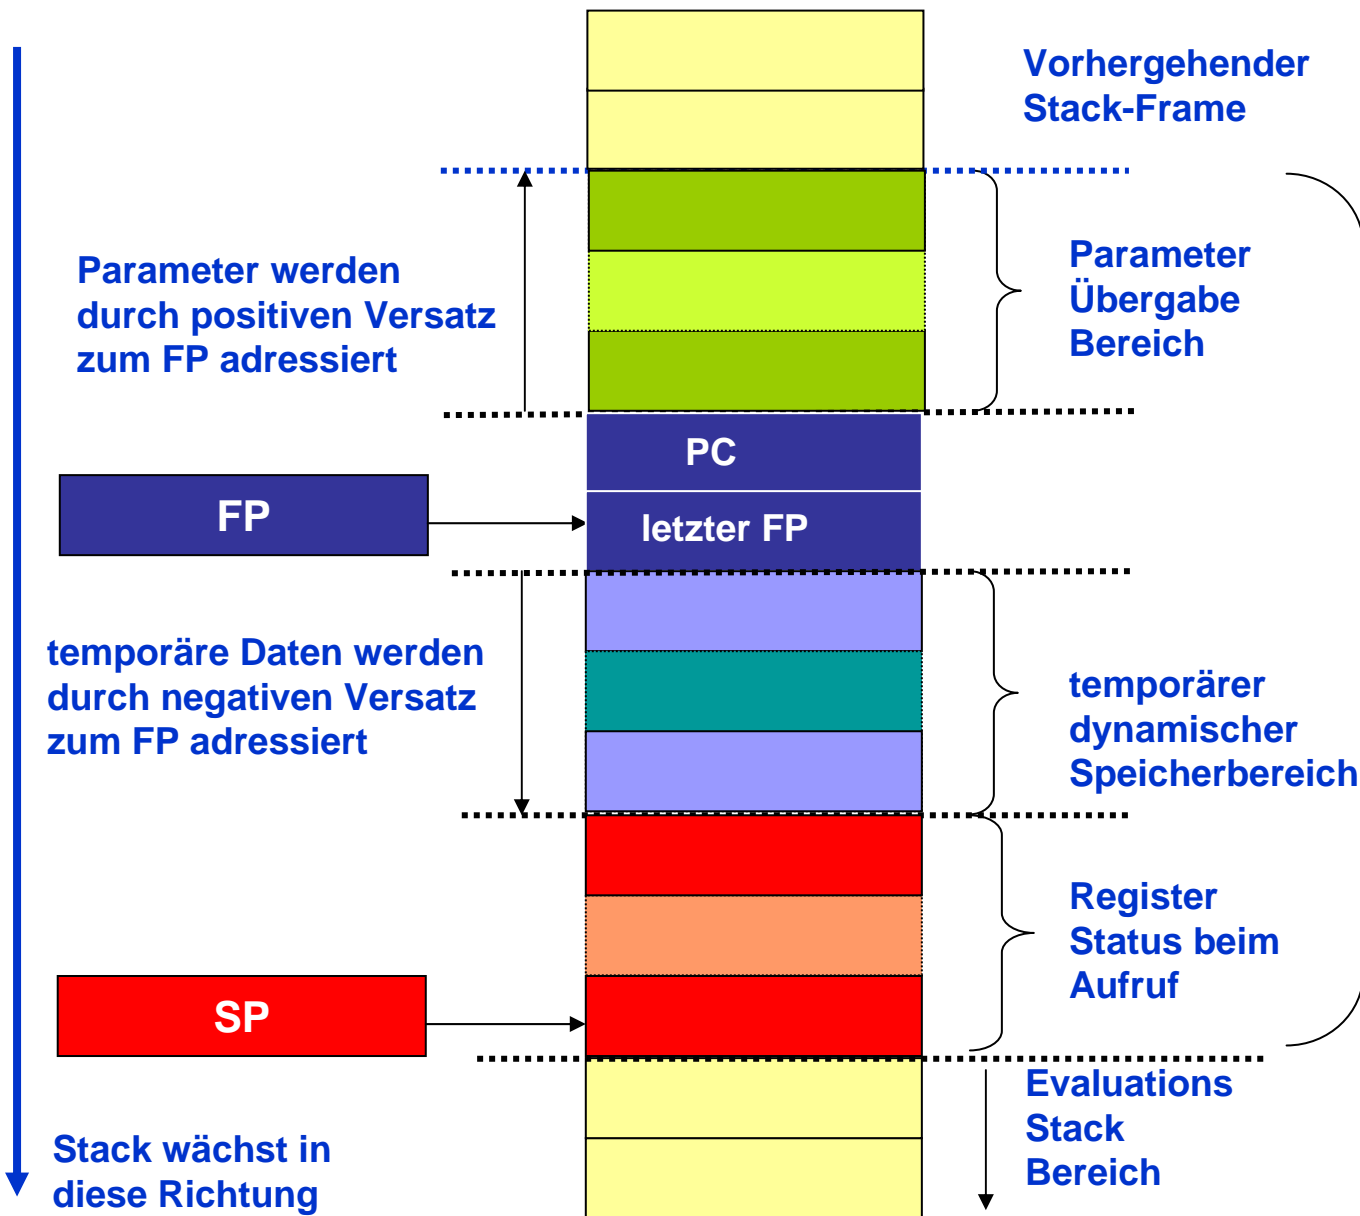 Vorhergehender
Stack-Frame
Parameter werden
durch positiven Versatz
zum FP adressiert
Parameter
Übergabe
Bereich
PC
FP
letzter FP
temporäre Daten werden
durch negativen Versatz
zum FP adressiert
temporärer
dynamischer
Speicherbereich
Register
Status beim
Aufruf
SP
Evaluations
Stack
Bereich
Stack wächst in
diese Richtung